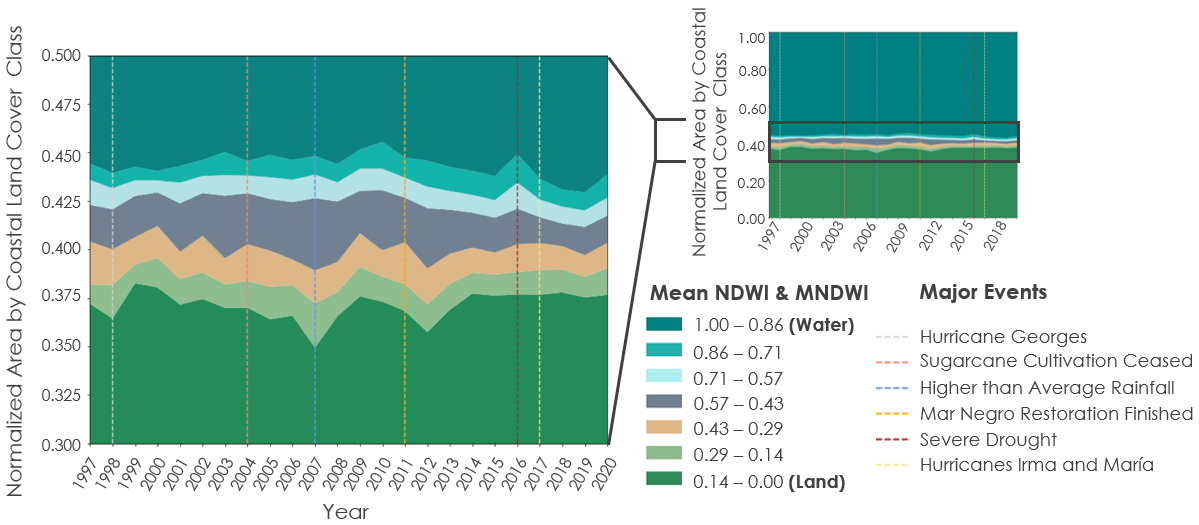 Normalized Area by Coastal Land Cover Class
0.500
0.475
0.450
0.425
0.400
0.375
0.350
0.325
0.300
1997
1998
1999
2000
2001
2002
2003
2004
2005
2006
2007
2008
2009
2010
2011
2012
2013
2014
2015
2016
2017
2018
2019
2020
Year
Normalized Area by Coastal
Land Cover Class
1.00
0.80
0.60
0.40
0.20
0.00
1997
2000
2003
2006
2009
2012
2015
2018
Mean NDWI & MNDWI
1.00 – 0.86 (Water)
0.86 – 0.71
0.71 – 0.57
0.57 – 0.43
0.43 – 0.29
0.29 – 0.14
0.14 – 0.00 (Land)
Major Events
Hurricane Georges
Sugarcane Cultivation Ceased
Higher than Average Rainfall
Mar Negro Restoration Finished
Severe Drought
Hurricanes Irma and María